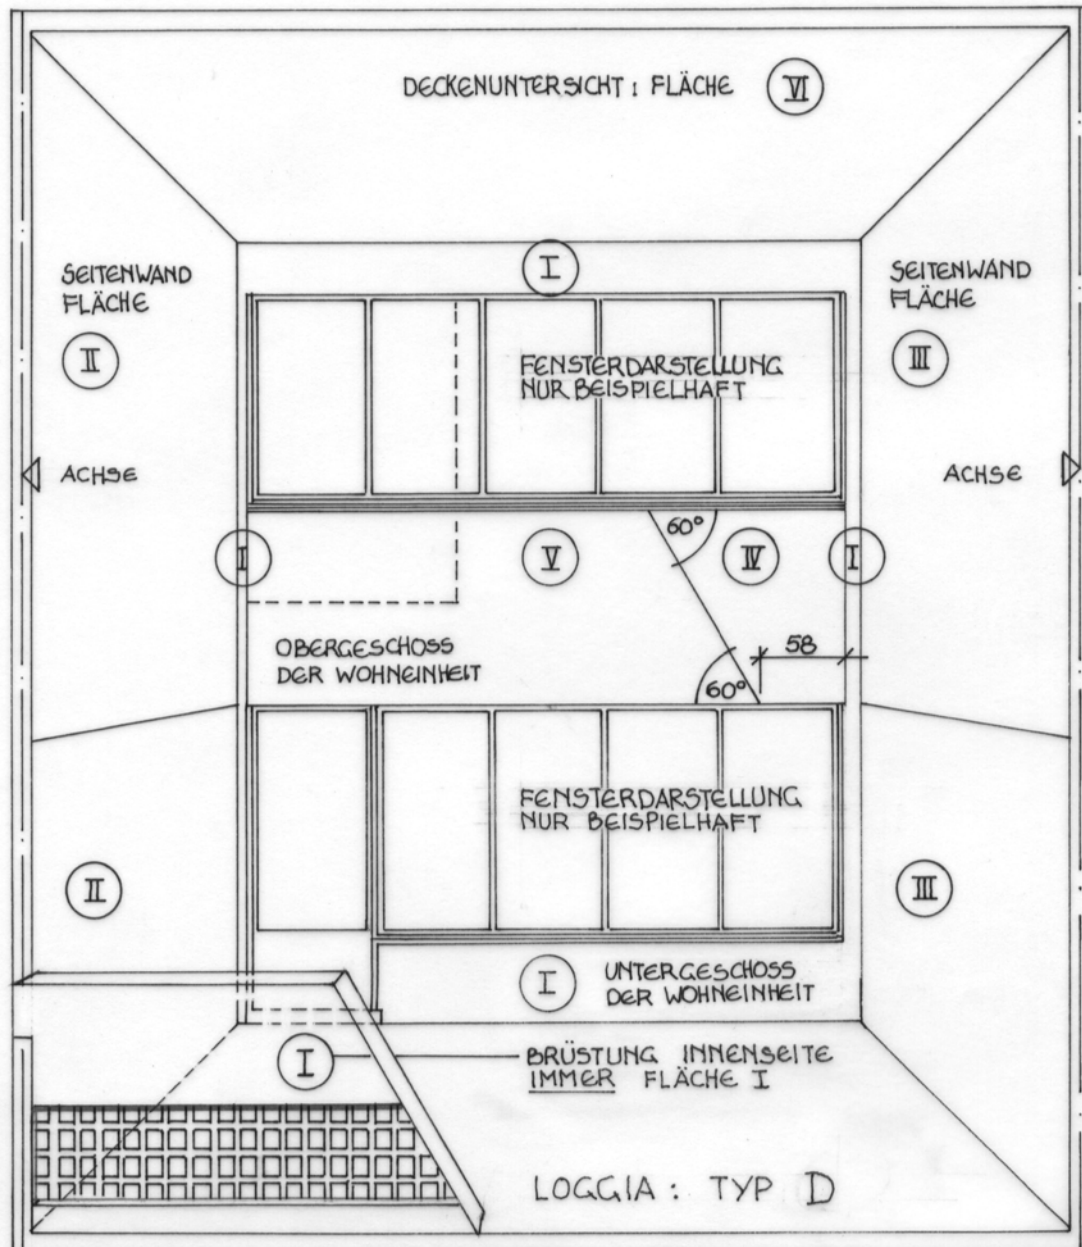 DECKENUNTERSICHT : FLÄCHE VI
I
SEITENWAND
FLÄCHE
II
SEITENWAND
FLÄCHE
III
FENSTERDARSTELLUNG
NUR BEISPIELHAFT
ACHSE
ACHSE
I
V
60°
IV
I
OBERGESCHOSS
DER WOHNEINHEIT
58
60°
FENSTERDARSTELLUNG
NUR BEISPIELHAFT
II
III
I
UNTERGESCHOSS
DER WOHNEINHEIT
I
BRÜSTUNG INNENSEITE
IMMER FLÄCHE I
LOGGIA : TYP D